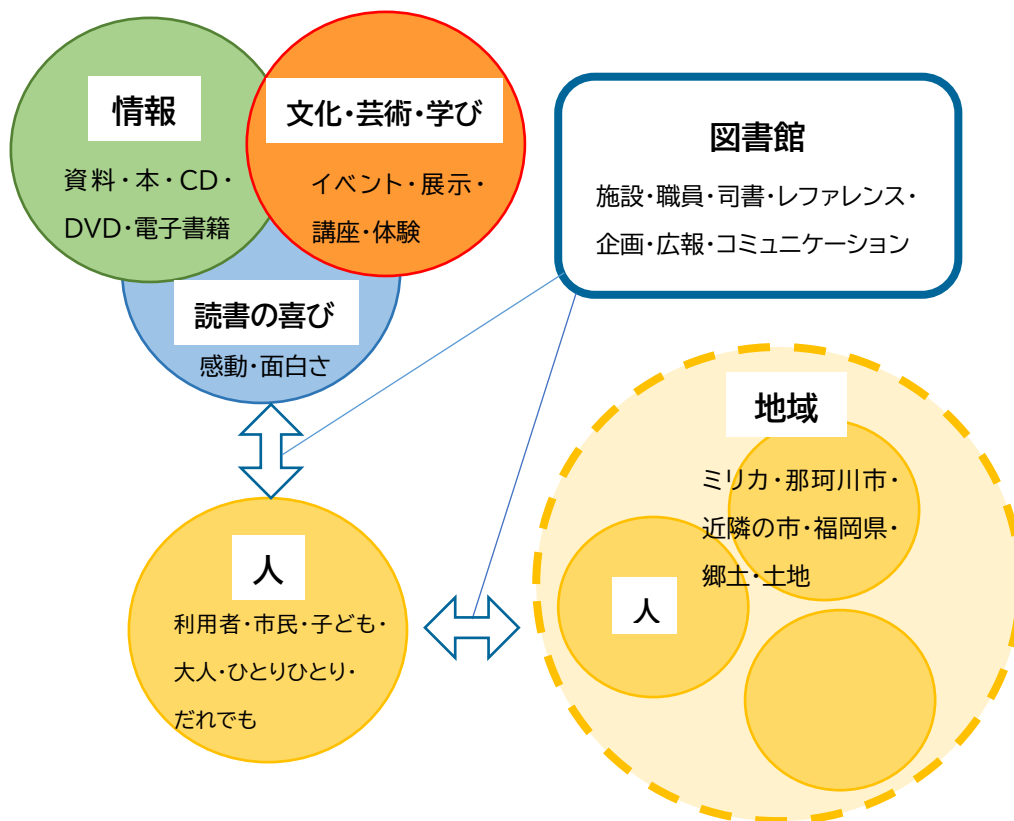 情報
資料・本・CD・
DVD・電子書籍
文化・芸術・学び
イベント・展示・
講座・体験
読書の喜び
感動・面白さ
図書館
施設・職員・司書・レファレンス・
企画・広報・コミュニケーション
人
利用者・市民・子ども・
大人・ひとりひとり・
だれでも
地域
ミリカ・那珂川市・
近隣の市・福岡県・
郷土・土地
人